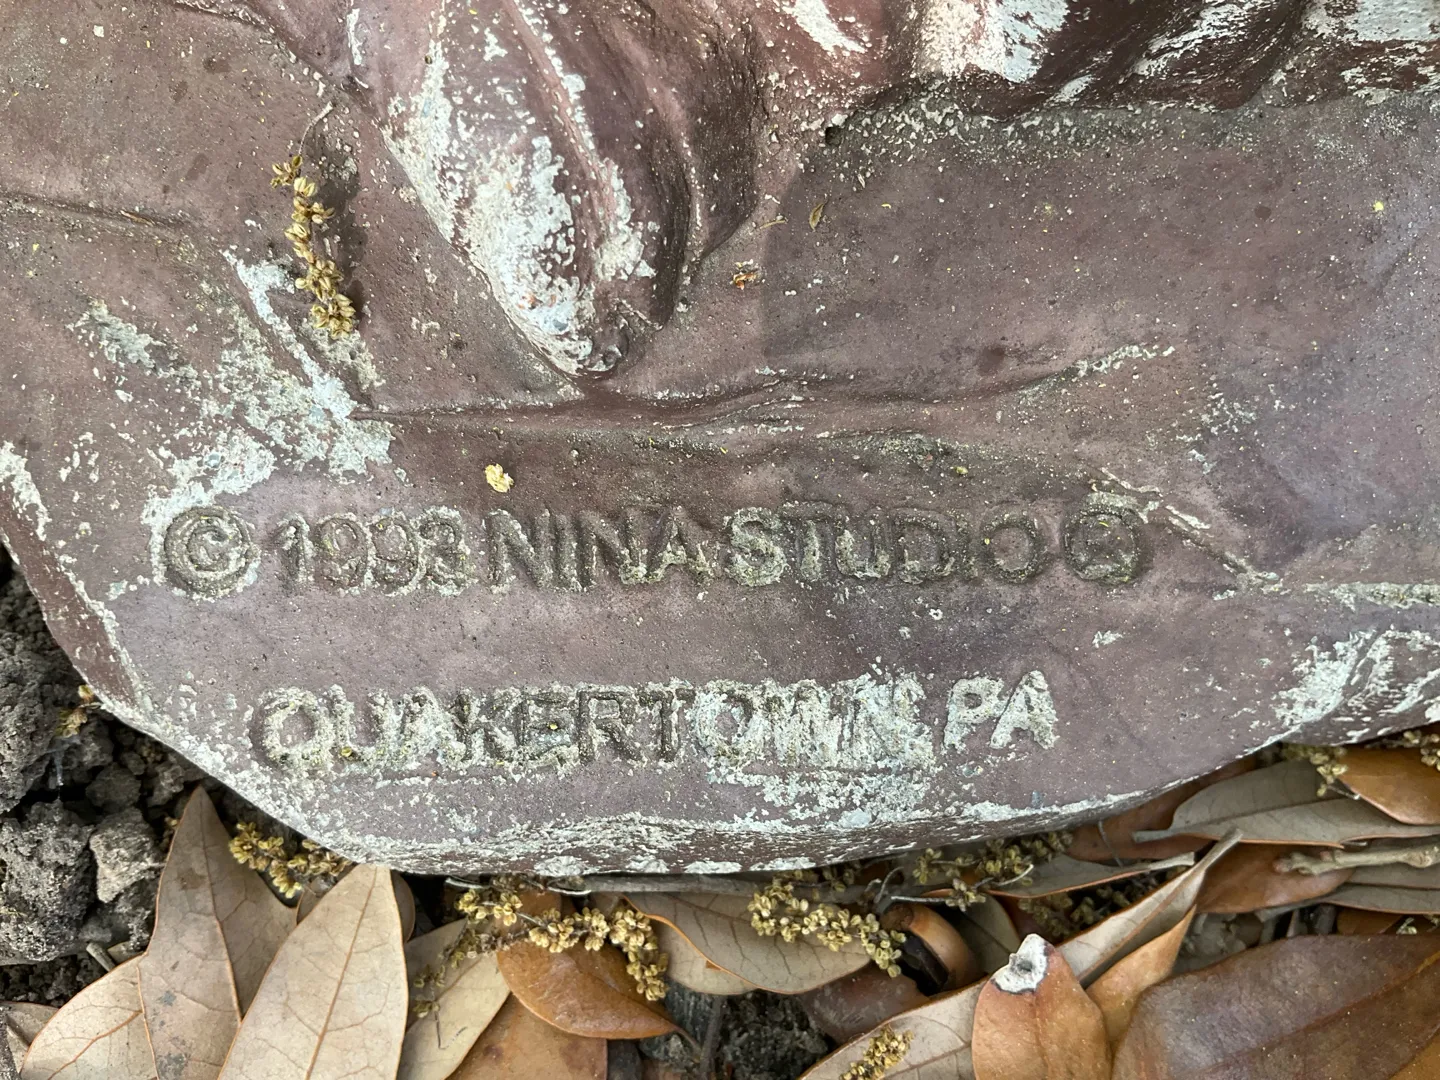 © 1993 NINA STUDIO ®
QUAKERTOWN, PA